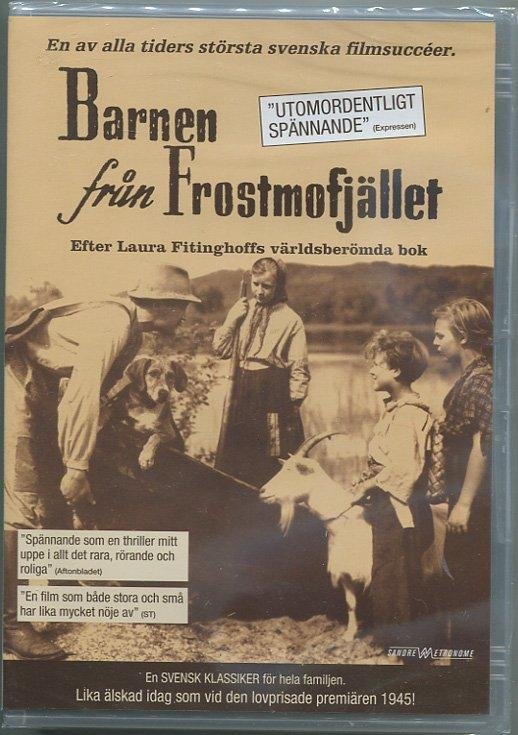 En av alla tiders största svenska filmsuccéer.
Barnen
"UTOMORDENTLIGT
SPÄNNANDE" (Expressen)
från Frostmofjället
Efter Laura Fitinghoffs världsberömda bok
"Spännande som en thriller mitt
uppe i allt det rara, rörande och
roliga" (Aftonbladet)
"En film som både stora och små
har lika mycket nöje av" (ST)
SANDREW METRONOME
En SVENSK KLASSIKER för hela familjen.
Lika älskad idag som vid den lovprisade premiären 1945!